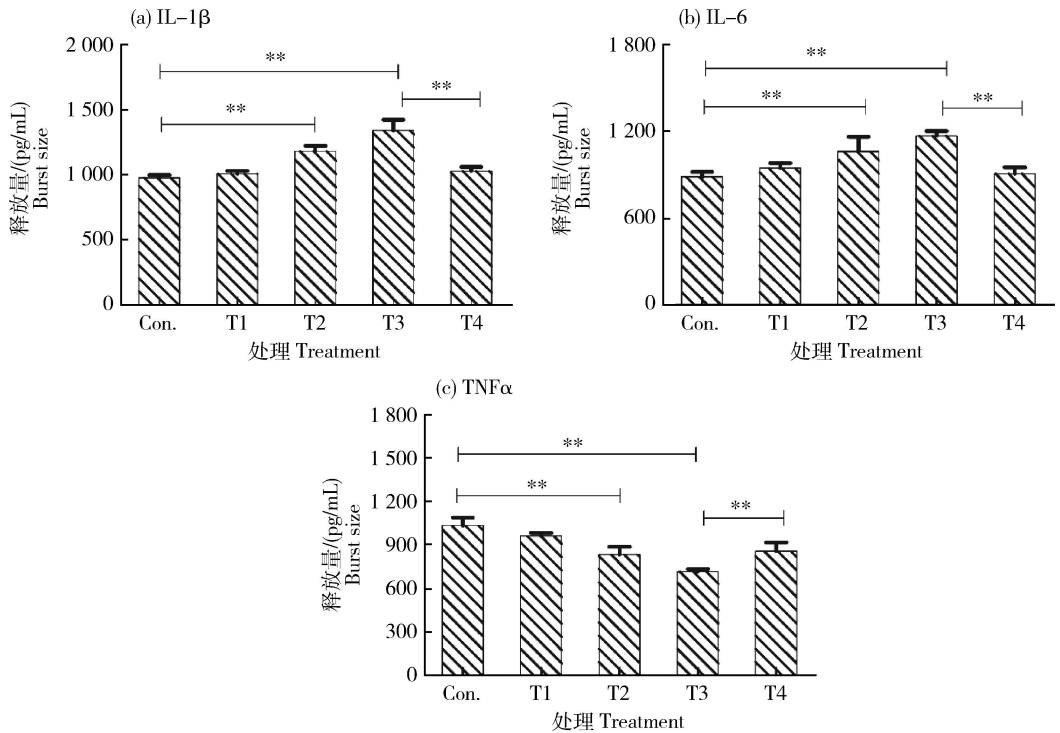 (a) IL-1β
2 000
1 500
1 000
500
0
释放量/(pg/mL)
Burst size
**
**
**
Con. T1 T2 T3 T4
处理 Treatment
(b) IL-6
1 800
1 200
600
0
释放量/(pg/mL)
Burst size
**
**
**
Con. T1 T2 T3 T4
处理 Treatment
(c) TNFα
1 800
1 500
1 200
900
600
300
0
释放量/(pg/mL)
Burst size
**
**
**
Con. T1 T2 T3 T4
处理 Treatment